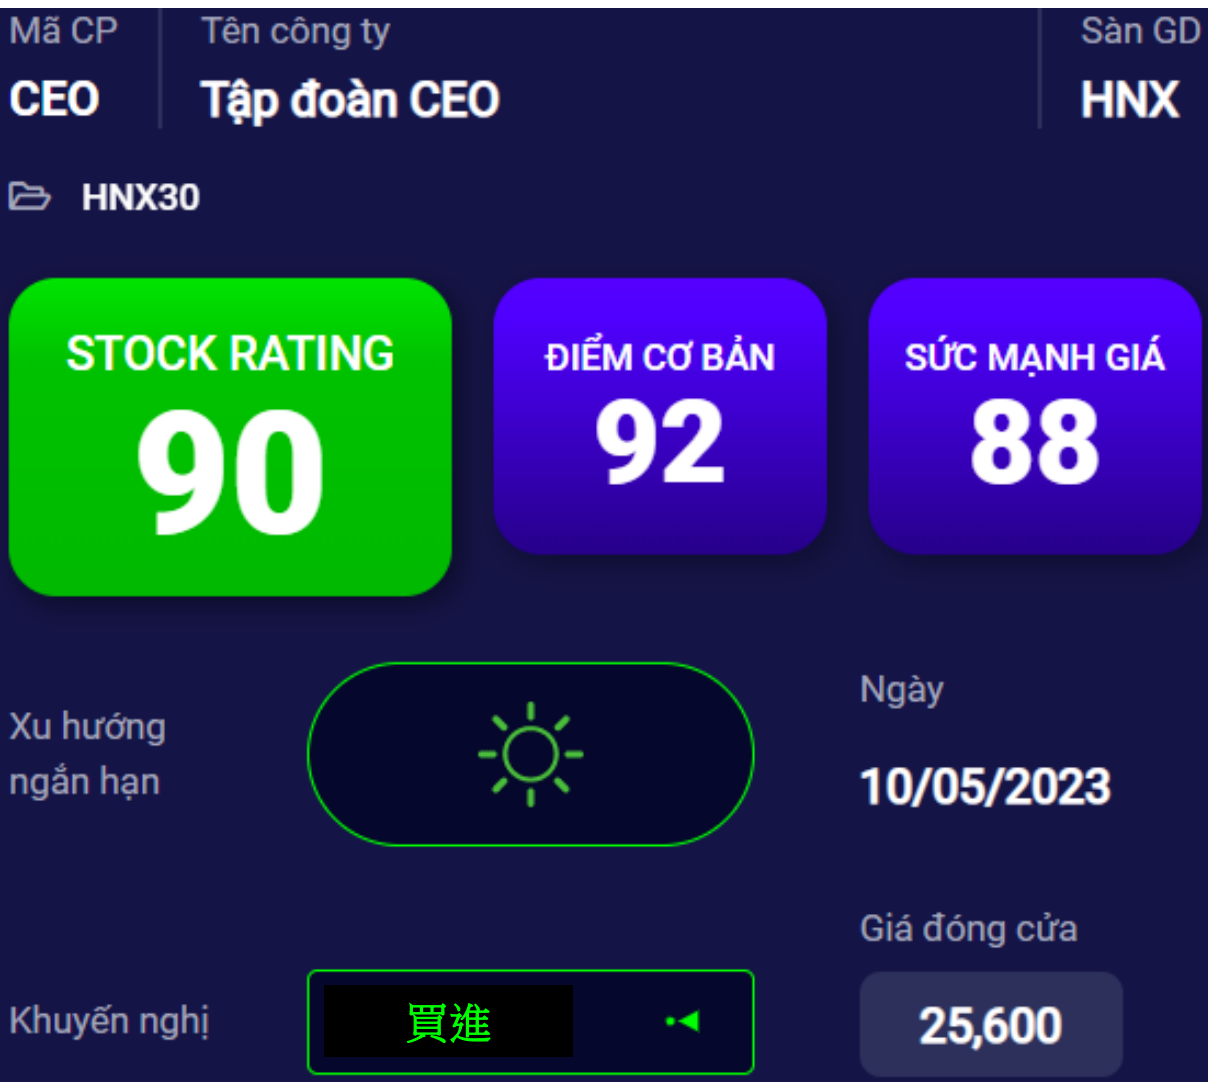 Mã CP
Tên công ty
Sàn GD
CEO
Tập đoàn CEO
HNX
HNX30
STOCK RATING
90
ĐIỂM CƠ BẢN
92
SỨC MẠNH GIÁ
88
Xu hướng
ngắn hạn
Ngày
10/05/2023
Giá đóng cửa
Khuyến nghị
買進
25,600